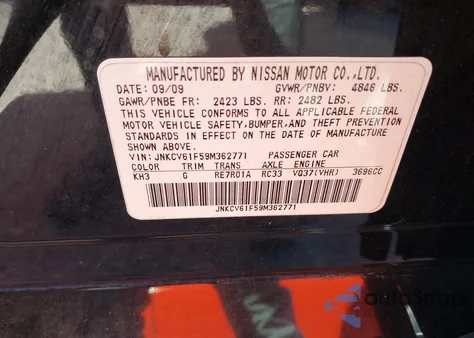 MANUFACTURED BY NISSAN MOTOR CO.,LTD.
DATE: 09/09 GVWR/PNBV: 4846 LBS.
GAWR/PNBE FR: 2423 LBS. RR: 2482 LBS.
THIS VEHICLE CONFORMS TO ALL APPLICABLE FEDERAL
MOTOR VEHICLE SAFETY, BUMPER, AND THEFT PREVENTION
STANDARDS IN EFFECT ON THE DATE OF MANUFACTURE
SHOWN ABOVE.
VIN: JNKCV61F59M362771 PASSENGER CAR
COLOR TRIM TRANS AXLE ENGINE
KH3 G RE7R01A RC33 VQ37(VHR) 3696CC
JNKCV61F59M362771
autoSnap